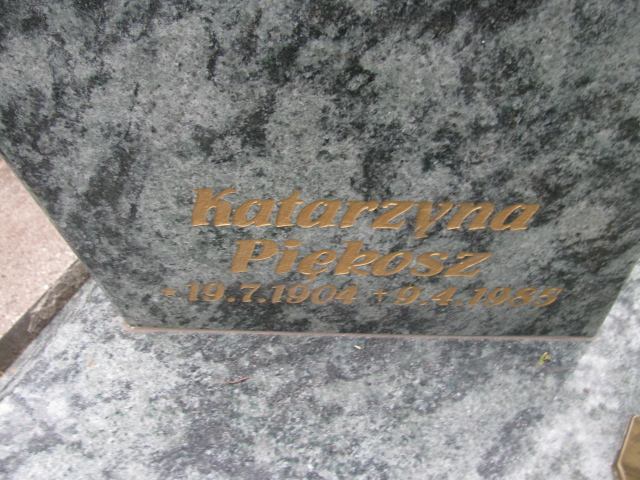 Katarzyna
Piękosz
* 19.7.1904 † 9.4.1985